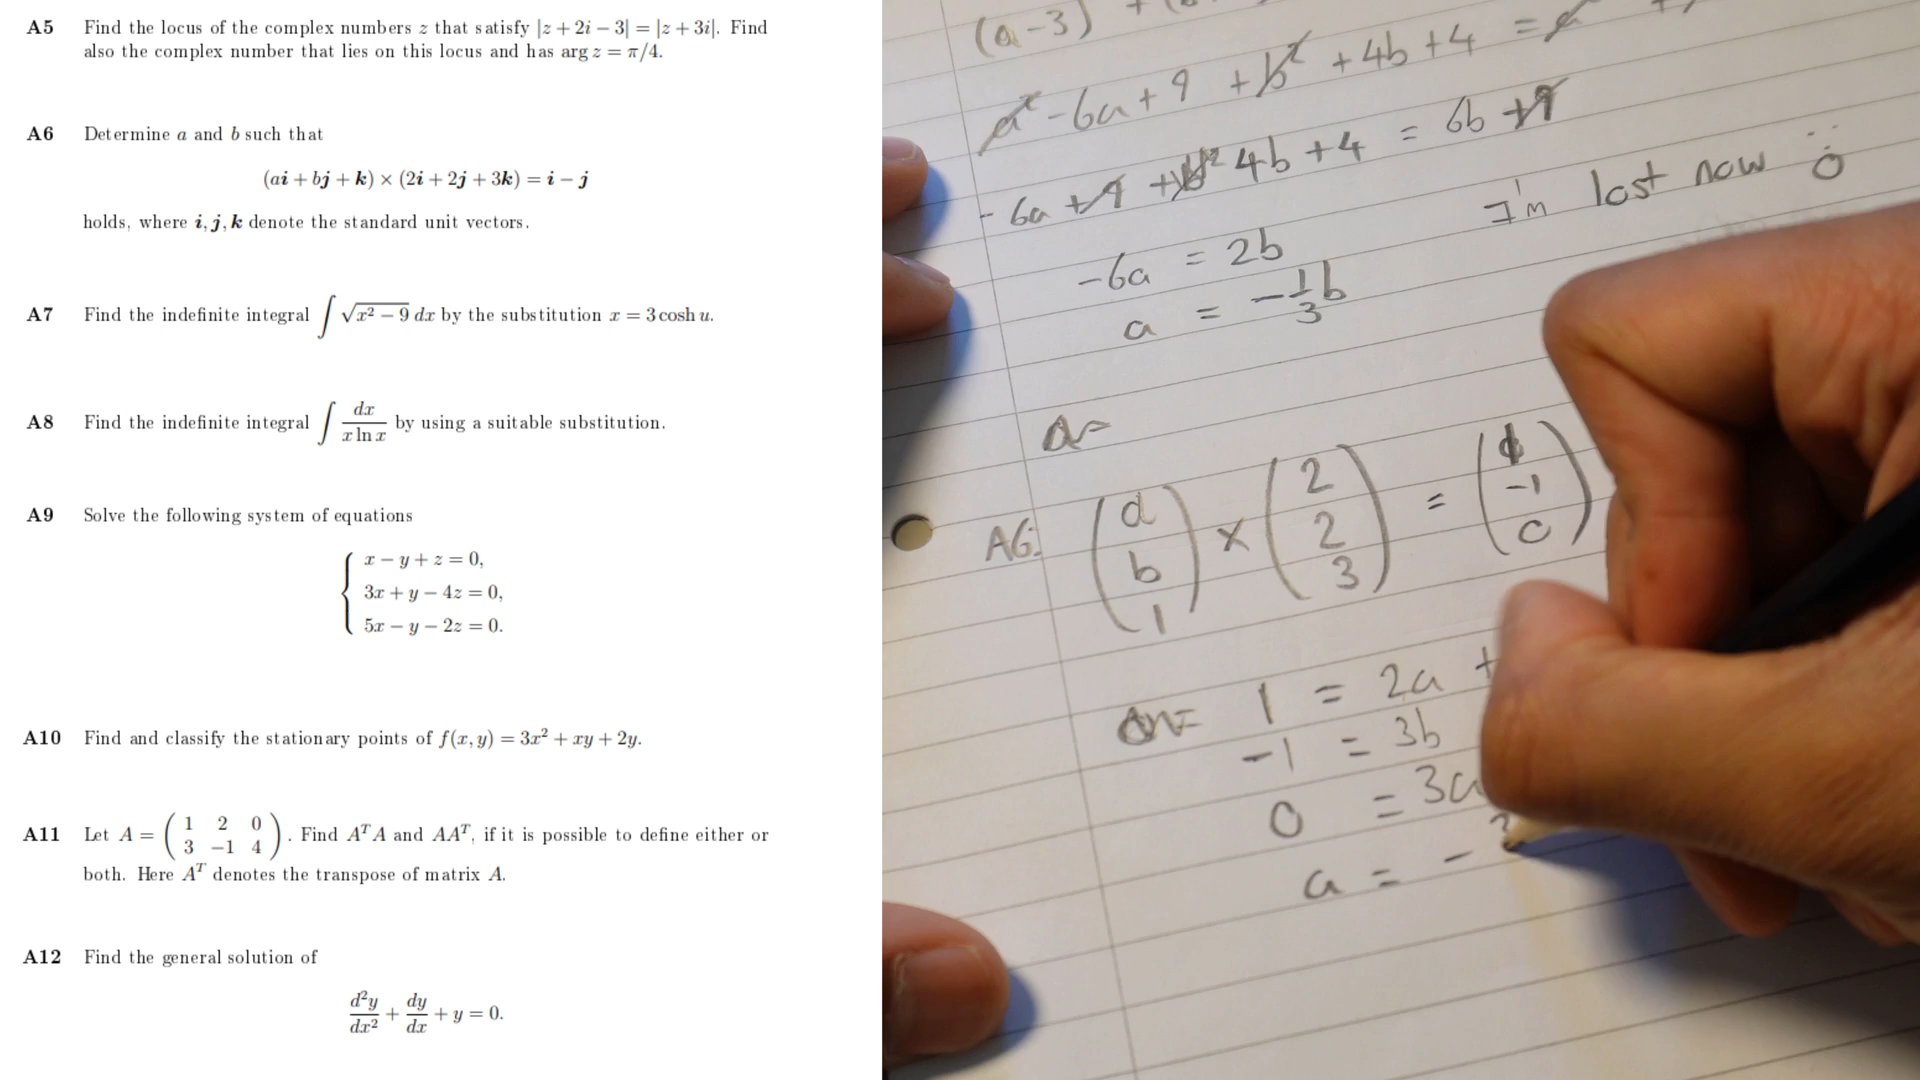 A5 Find the locus of the complex numbers z that satisfy |z + 2i − 3| = |z + 3i|. Find
also the complex number that lies on this locus and has arg z = π/4.
A6 Determine a and b such that
(ai + bj + k) × (2i + 2j + 3k) = i − j
holds, where i, j, k denote the standard unit vectors.
A7 Find the indefinite integral ∫ √(x² − 9) dx by the substitution x = 3 cosh u.
A8 Find the indefinite integral ∫ dx/(x ln x) by using a suitable substitution.
A9 Solve the following system of equations
x − y + z = 0,
3x + y − 4z = 0,
5x − y − 2z = 0.
A10 Find and classify the stationary points of f(x, y) = 3x² + xy + 2y.
A11 Let A = (1 2 0; 3 −1 4). Find AᵀA and AAᵀ, if it is possible to define either or
both. Here Aᵀ denotes the transpose of matrix A.
A12 Find the general solution of
d²y/dx² + dy/dx + y = 0.
(a-3) + (
a² -6a+9 +b² +4b+4 =
-6a +9 + 4b+4 = 6b +9
I'm lost now
-6a = 2b
a = -1/3 b
a=
A6: (a b 1) × (2 2 3) = (1 -1 0)
1 = 2a +
-1 = 3b
0 = 3a
a = -